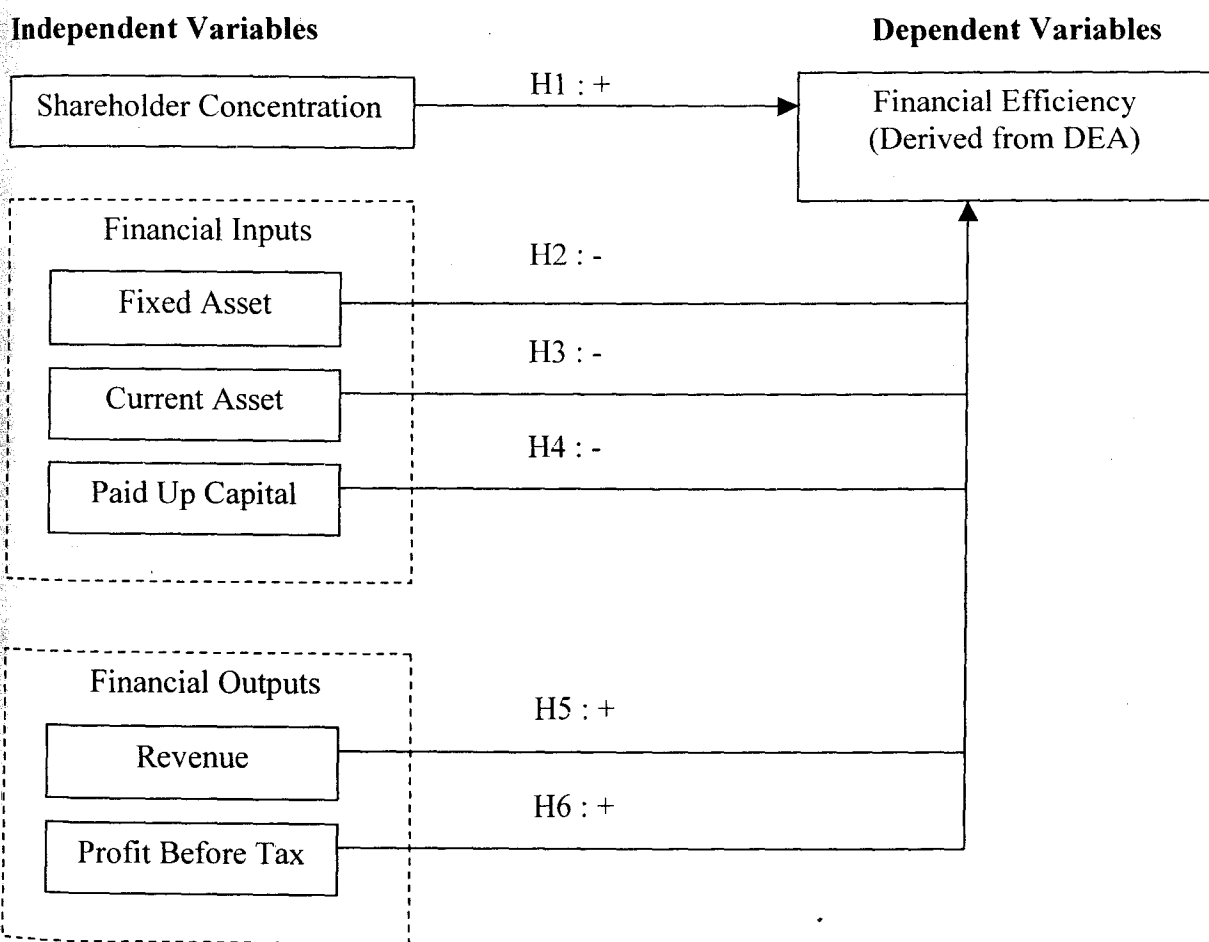 Independent Variables
Dependent Variables
Shareholder Concentration
H1 : +
Financial Efficiency
(Derived from DEA)
Financial Inputs
Fixed Asset
H2 : -
Current Asset
H3 : -
Paid Up Capital
H4 : -
Financial Outputs
Revenue
H5 : +
Profit Before Tax
H6 : +